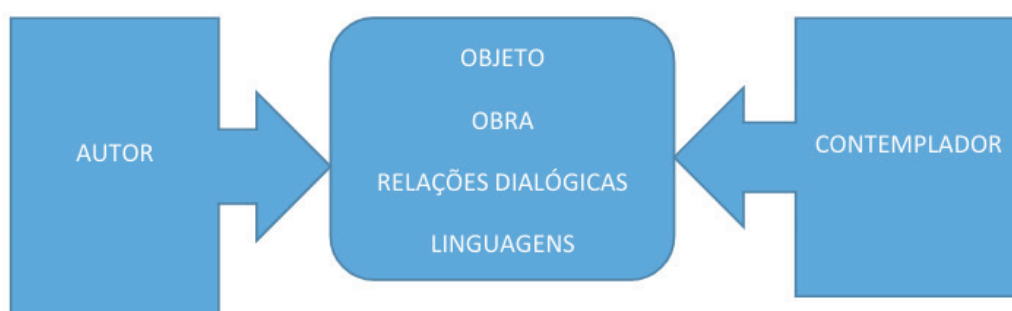 AUTOR
OBJETO
OBRA
RELAÇÕES DIALÓGICAS
LINGUAGENS
CONTEMPLADOR